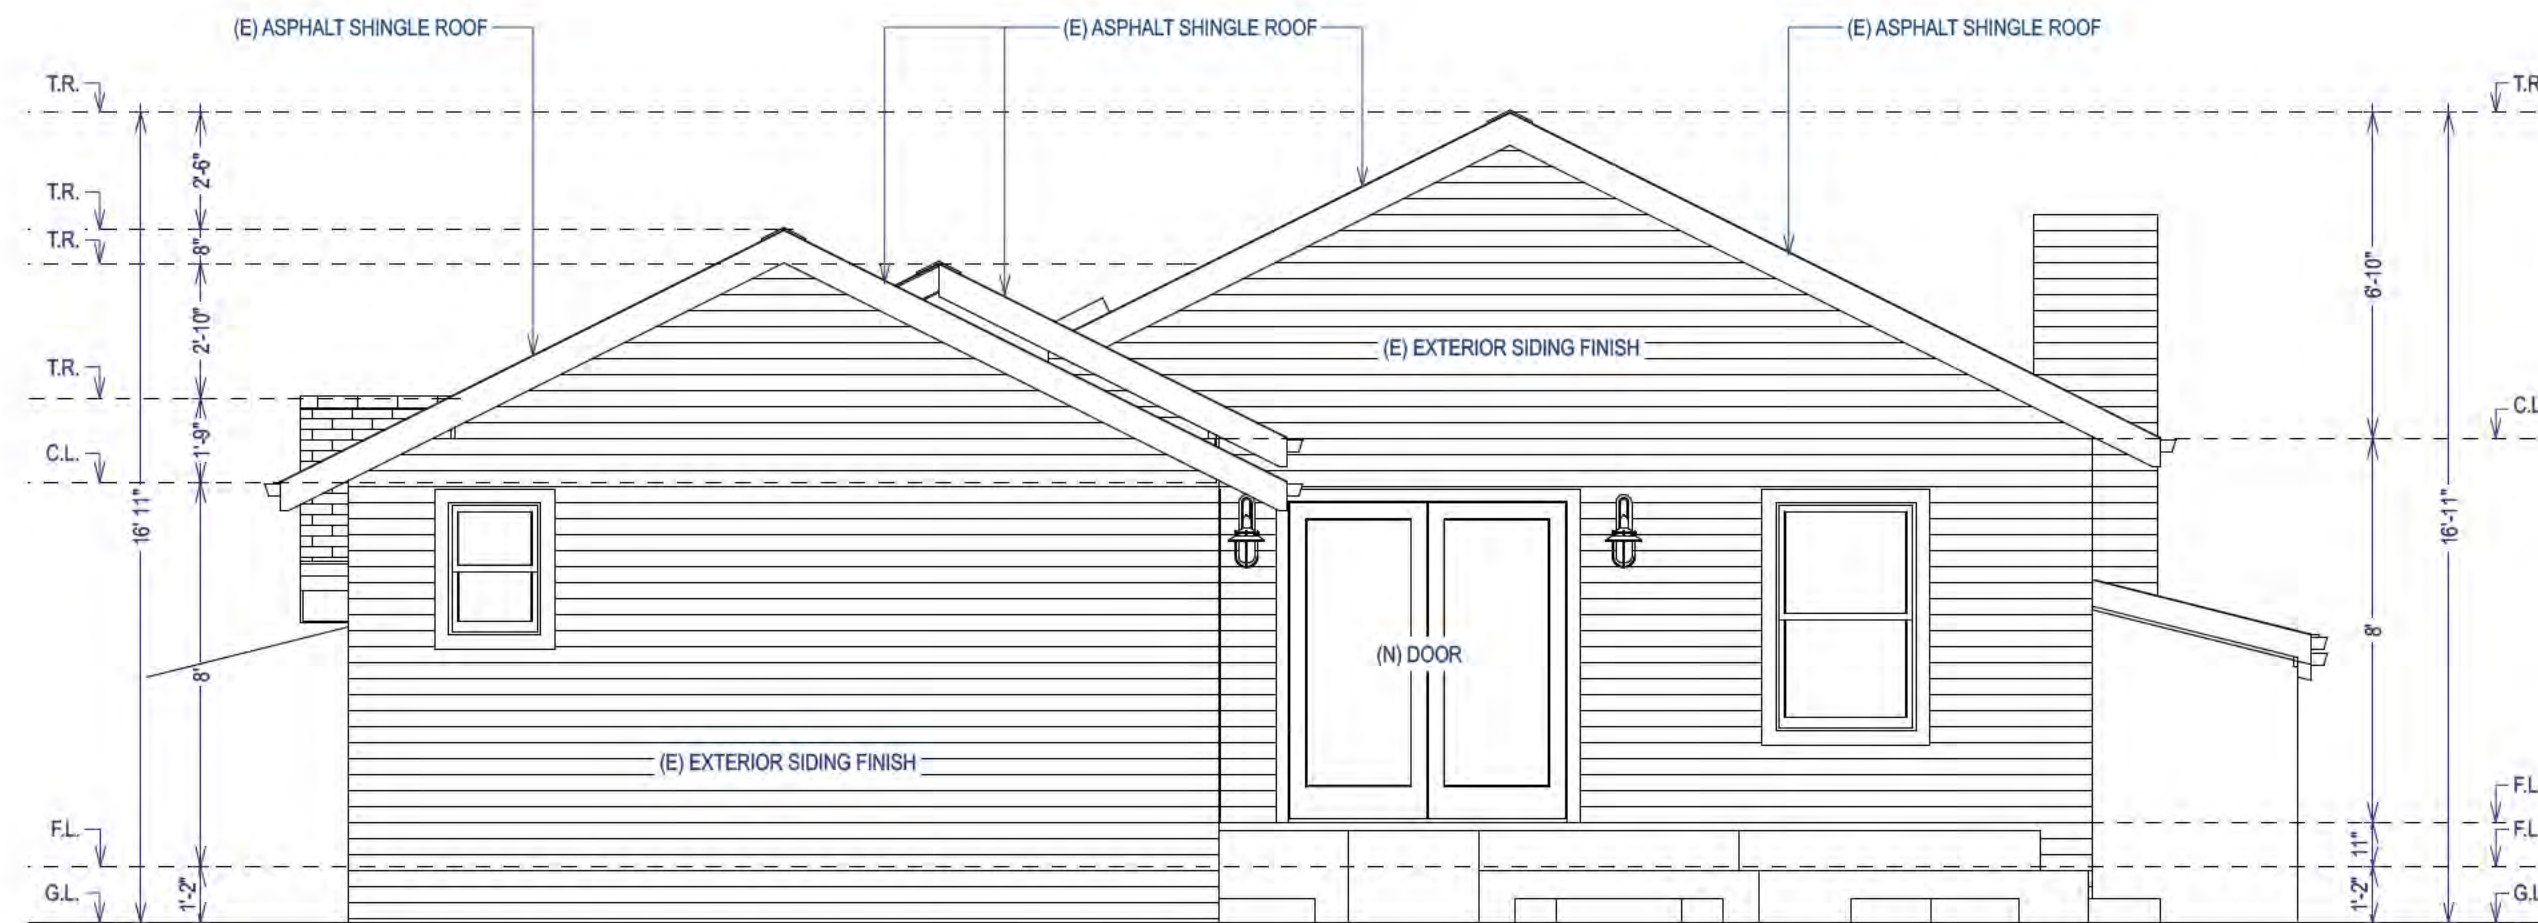 (E) ASPHALT SHINGLE ROOF
(E) ASPHALT SHINGLE ROOF
(E) ASPHALT SHINGLE ROOF
T.R.
T.R.
T.R.
T.R.
C.L.
F.L.
G.L.
16' 11"
2'-6"
8"
2'-10"
1'-9"
8'
1'-2"
(E) EXTERIOR SIDING FINISH
(N) DOOR
(E) EXTERIOR SIDING FINISH
6'-10"
8'
11"
1'-2"
16'-11"
T.R
C.L
F.L
F.L
G.L